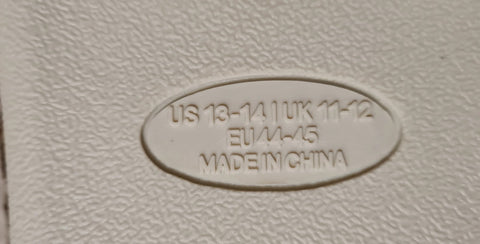 US 13-14 | UK 11-12
EU 44-45
MADE IN CHINA